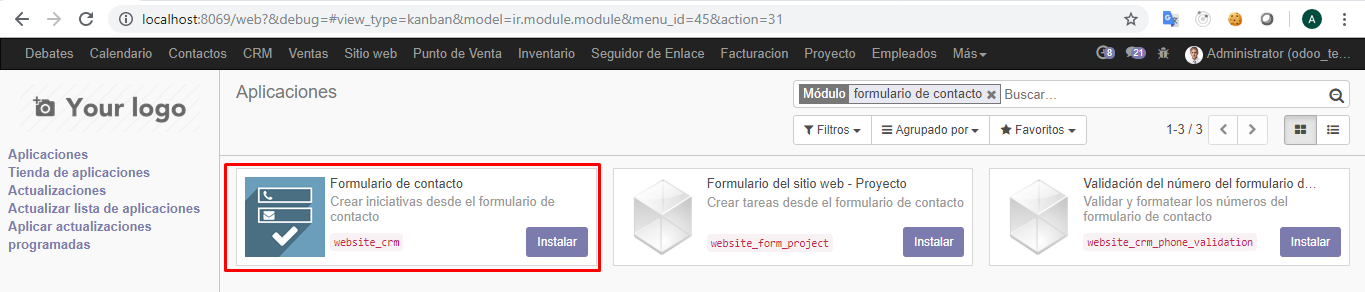 localhost:8069/web?&debug=#view_type=kanban&model=ir.module.module&menu_id=45&action=31
A
Debates Calendario Contactos CRM Ventas Sitio web Punto de Venta Inventario Seguidor de Enlace Facturacion Proyecto Empleados Más 8 21 Administrator (odoo_te...
Your logo
Aplicaciones
Tienda de aplicaciones
Actualizaciones
Actualizar lista de aplicaciones
Aplicar actualizaciones
programadas
Aplicaciones
Módulo formulario de contacto × Buscar...
Filtros Agrupado por Favoritos 1-3 / 3
Formulario de contacto
Crear iniciativas desde el formulario de
contacto
website_crm Instalar
Formulario del sitio web - Proyecto
Crear tareas desde el formulario de contacto
website_form_project Instalar
Validación del número del formulario d...
Validar y formatear los números del
formulario de contacto
website_crm_phone_validation Instalar